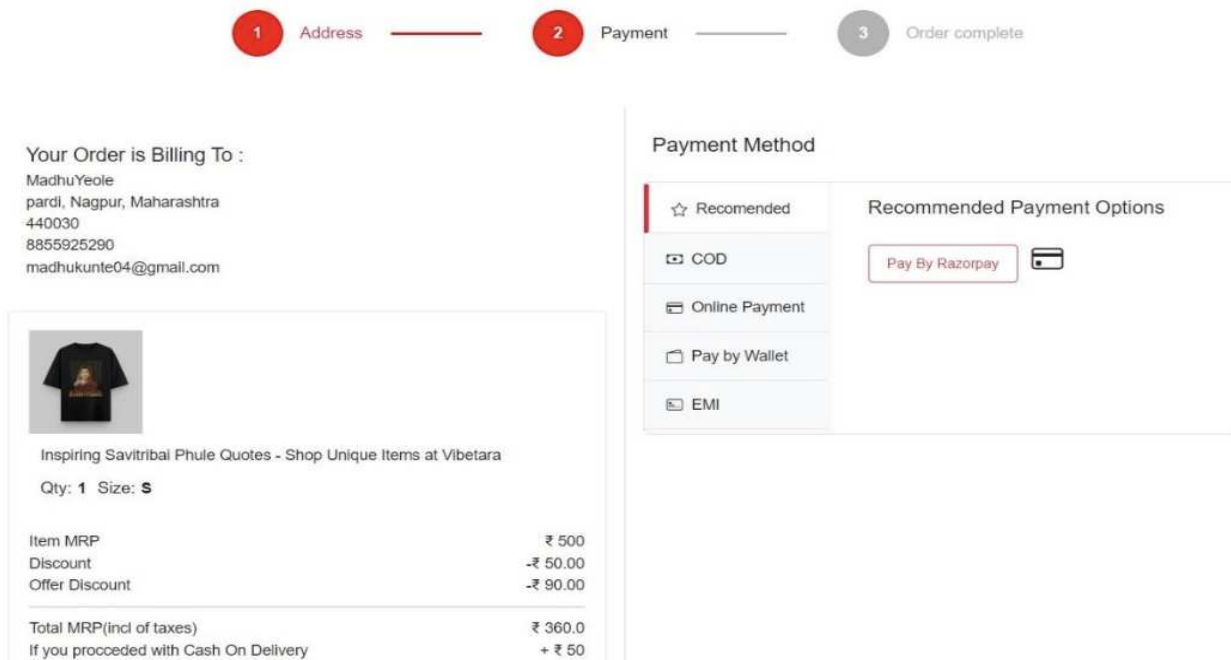 1 Address 2 Payment 3 Order complete
Your Order is Billing To :
MadhuYeole
pardi, Nagpur, Maharashtra
440030
8855925290
madhukunte04@gmail.com
Inspiring Savitribai Phule Quotes - Shop Unique Items at Vibetara
Qty: 1 Size: S
Item MRP ₹ 500
Discount -₹ 50.00
Offer Discount -₹ 90.00
Total MRP(incl of taxes) ₹ 360.0
If you procceded with Cash On Delivery + ₹ 50
Payment Method
Recomended
COD
Online Payment
Pay by Wallet
EMI
Recommended Payment Options
Pay By Razorpay